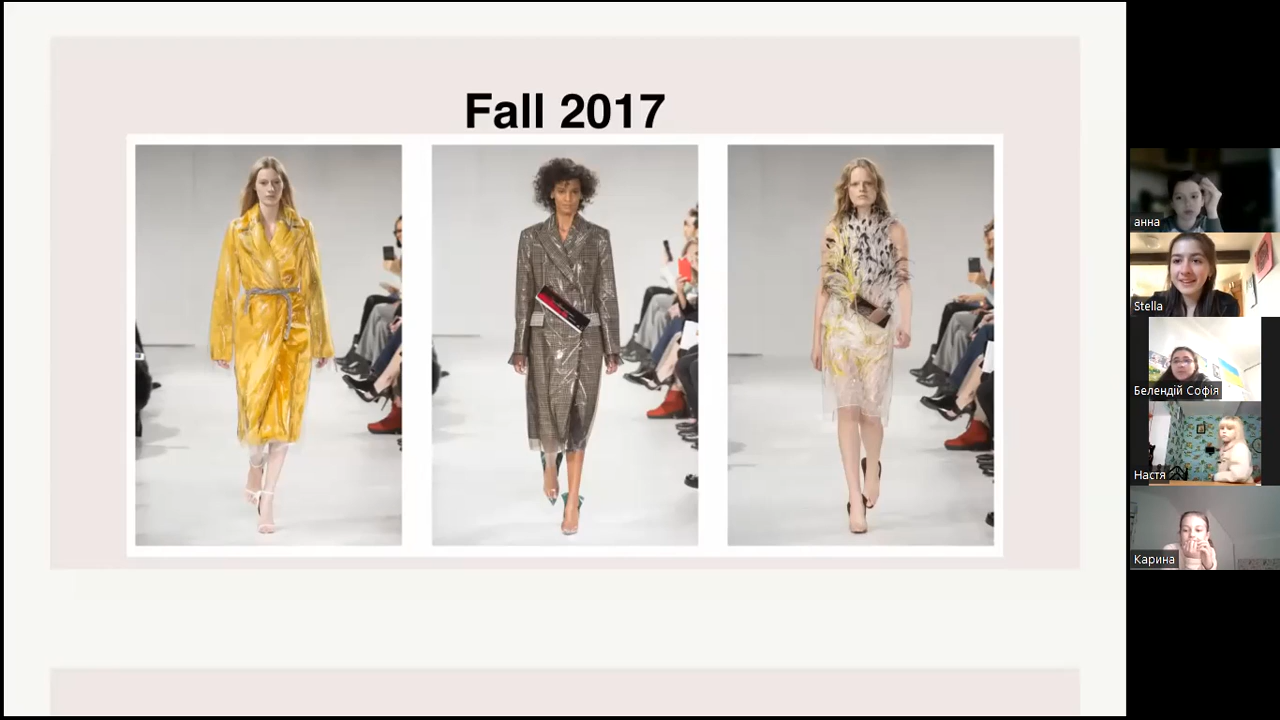 Fall 2017
анна
Stella
Белендій Софія
Настя
Карина